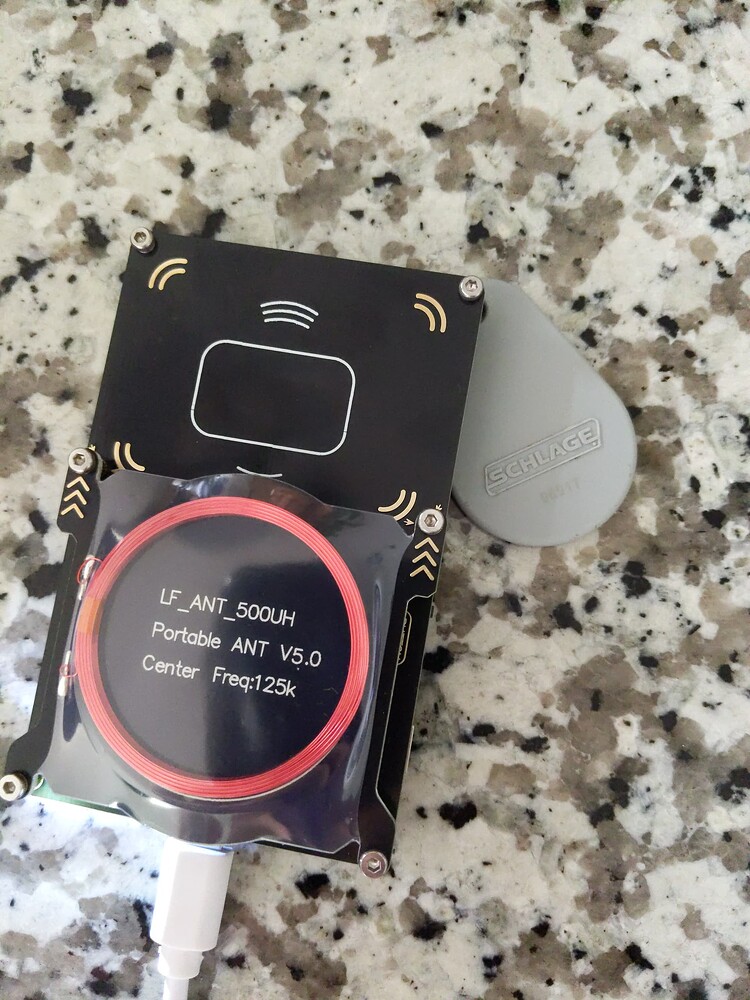 SCHLAGE
LF_ANT_500UH
Portable ANT V5.0
Center Freq:125k